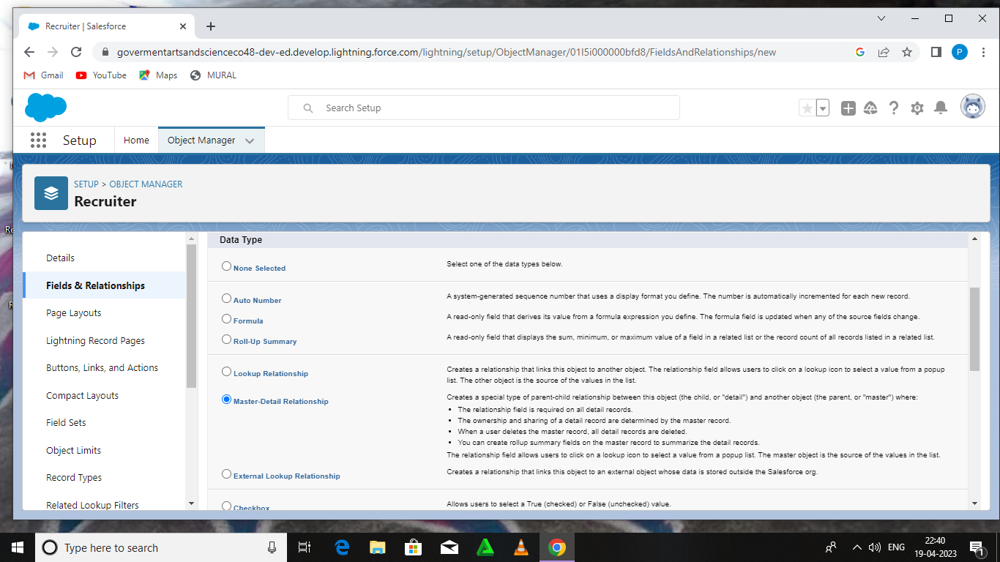 Recruiter | Salesforce
govermentartsandscienceco48-dev-ed.develop.lightning.force.com/lightning/setup/ObjectManager/01I5i000000bfd8/FieldsAndRelationships/new
P
Gmail
YouTube
Maps
MURAL
Search Setup
Setup
Home
Object Manager
SETUP > OBJECT MANAGER
Recruiter
Details
Fields & Relationships
Page Layouts
Lightning Record Pages
Buttons, Links, and Actions
Compact Layouts
Field Sets
Object Limits
Record Types
Related Lookup Filters
Data Type
None Selected
Select one of the data types below.
Auto Number
A system-generated sequence number that uses a display format you define. The number is automatically incremented for each new record.
Formula
A read-only field that derives its value from a formula expression you define. The formula field is updated when any of the source fields change.
Roll-Up Summary
A read-only field that displays the sum, minimum, or maximum value of a field in a related list or the record count of all records listed in a related list.
Lookup Relationship
Creates a relationship that links this object to another object. The relationship field allows users to click on a lookup icon to select a value from a popup
list. The other object is the source of the values in the list.
Master-Detail Relationship
Creates a special type of parent-child relationship between this object (the child, or "detail") and another object (the parent, or "master") where:
• The relationship field is required on all detail records.
• The ownership and sharing of a detail record are determined by the master record.
• When a user deletes the master record, all detail records are deleted.
• You can create rollup summary fields on the master record to summarize the detail records.
The relationship field allows users to click on a lookup icon to select a value from a popup list. The master object is the source of the values in the list.
External Lookup Relationship
Creates a relationship that links this object to an external object whose data is stored outside the Salesforce org.
Checkbox
Allows users to select a True (checked) or False (unchecked) value.
Type here to search
ENG
22:40
19-04-2023
1